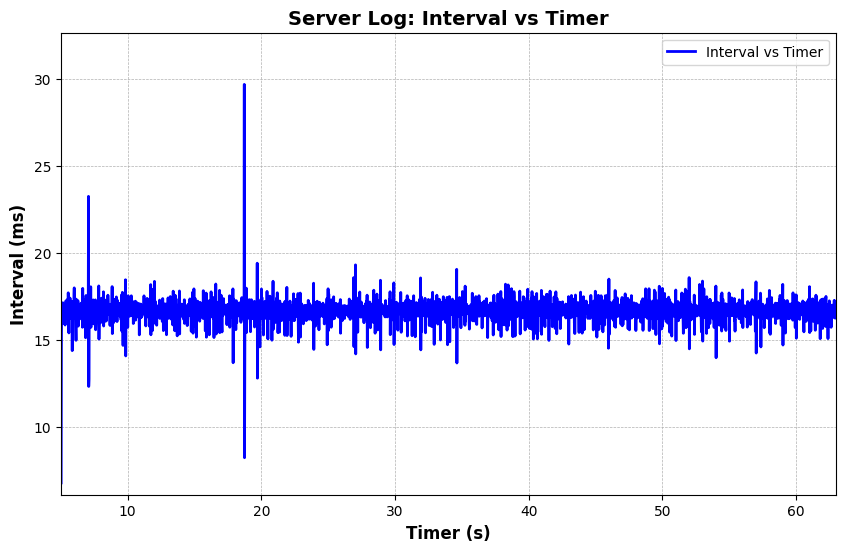 Server Log: Interval vs Timer
Interval vs Timer
30
25
20
15
10
Interval (ms)
10 20 30 40 50 60
Timer (s)